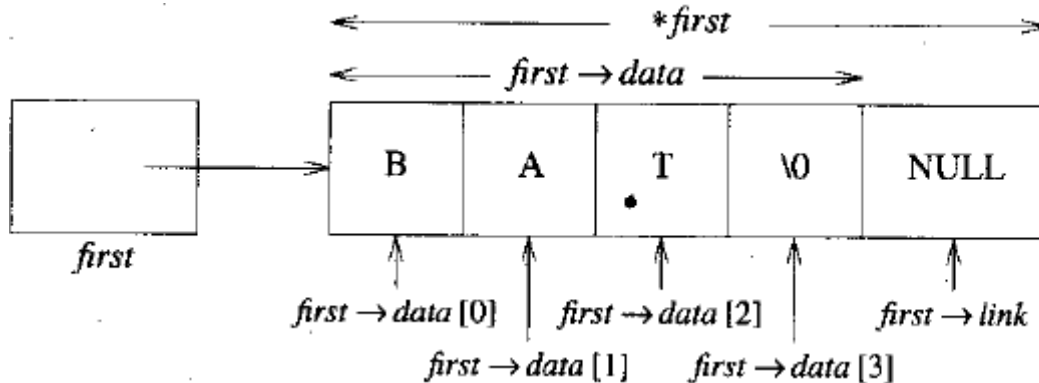 *first
first → data
B A T \0 NULL
first
first → data [0] first → data [2] first → link
first → data [1] first → data [3]